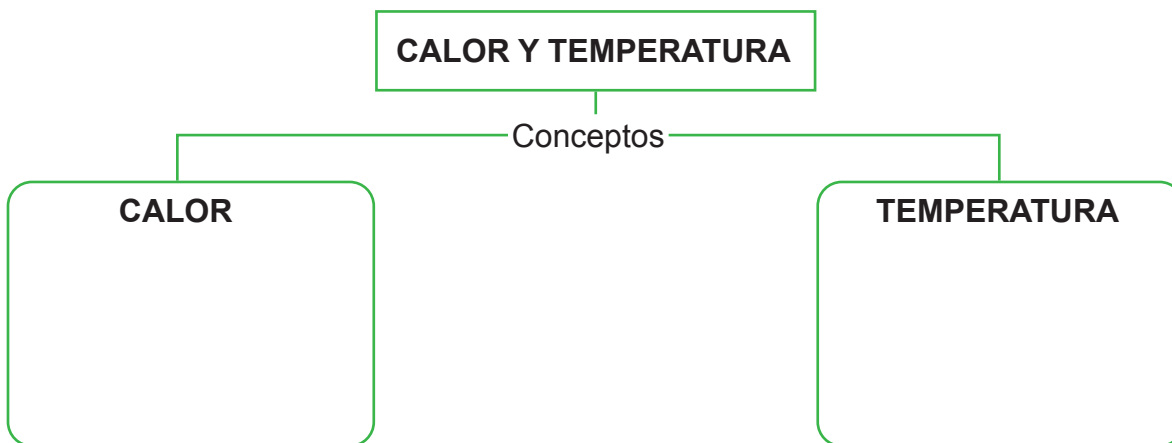 CALOR Y TEMPERATURA
Conceptos
CALOR
TEMPERATURA